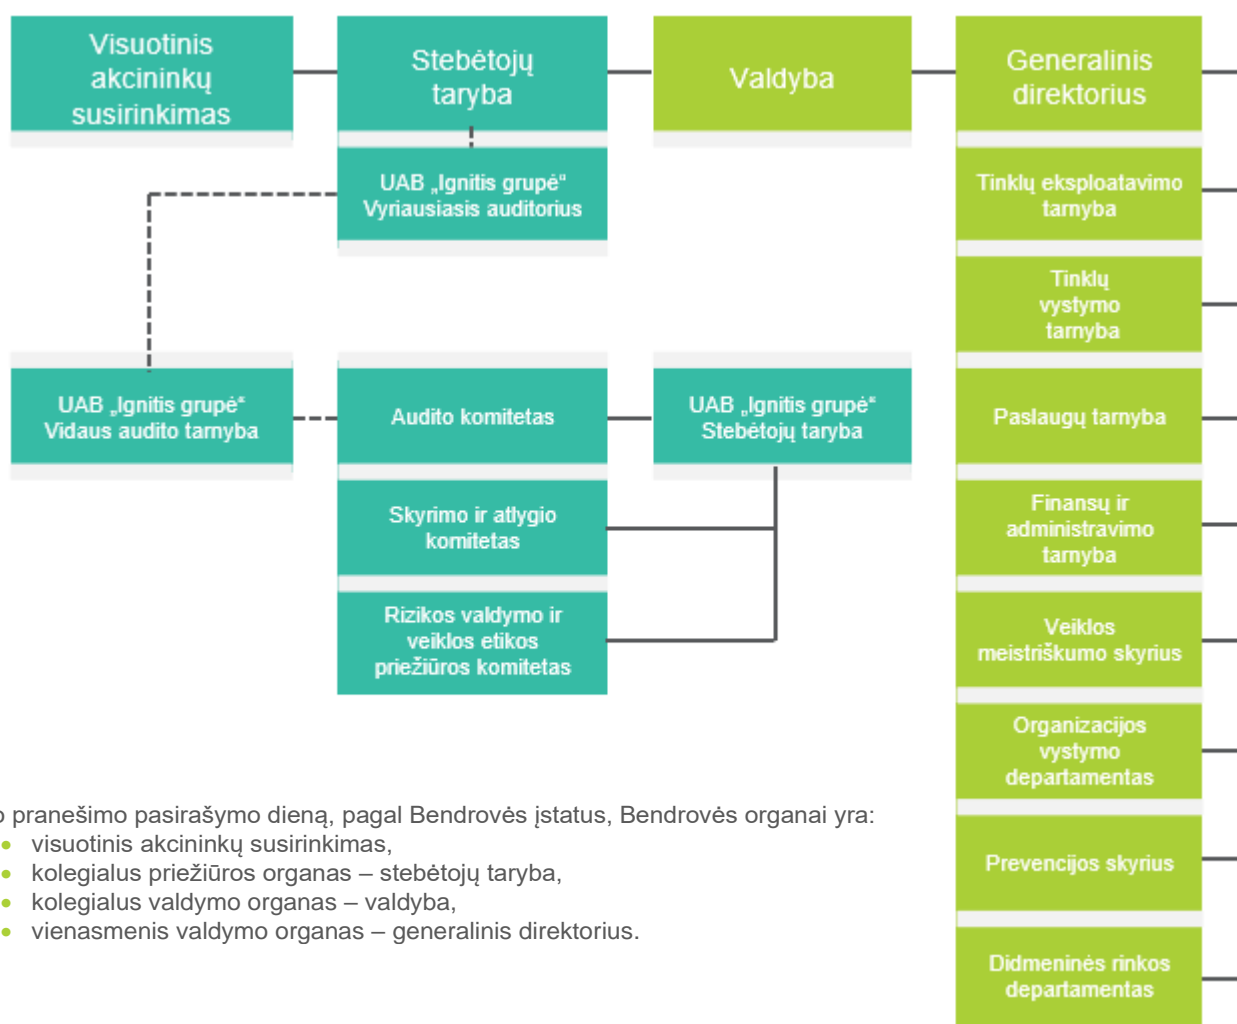 Visuotinis
akcininkų
susirinkimas
Stebėtojų
taryba
Valdyba
Generalinis
direktorius
UAB „Ignitis grupė“
Vyriausiasis auditorius
Tinklų eksploatavimo
tarnyba
Tinklų
vystymo
tarnyba
UAB „Ignitis grupė“
Vidaus audito tarnyba
Audito komitetas
UAB „Ignitis grupė“
Stebėtojų taryba
Paslaugų tarnyba
Skyrimo ir atlygio
komitetas
Finansų ir
administravimo
tarnyba
Rizikos valdymo ir
veiklos etikos
priežiūros komitetas
Veiklos
meistriškumo skyrius
Organizacijos
vystymo
departamentas
Prevencijos skyrius
Didmeninės rinkos
departamentas
o pranešimo pasirašymo dieną, pagal Bendrovės įstatus, Bendrovės organai yra:
• visuotinis akcininkų susirinkimas,
• kolegialus priežiūros organas – stebėtojų taryba,
• kolegialus valdymo organas – valdyba,
• vienasmenis valdymo organas – generalinis direktorius.